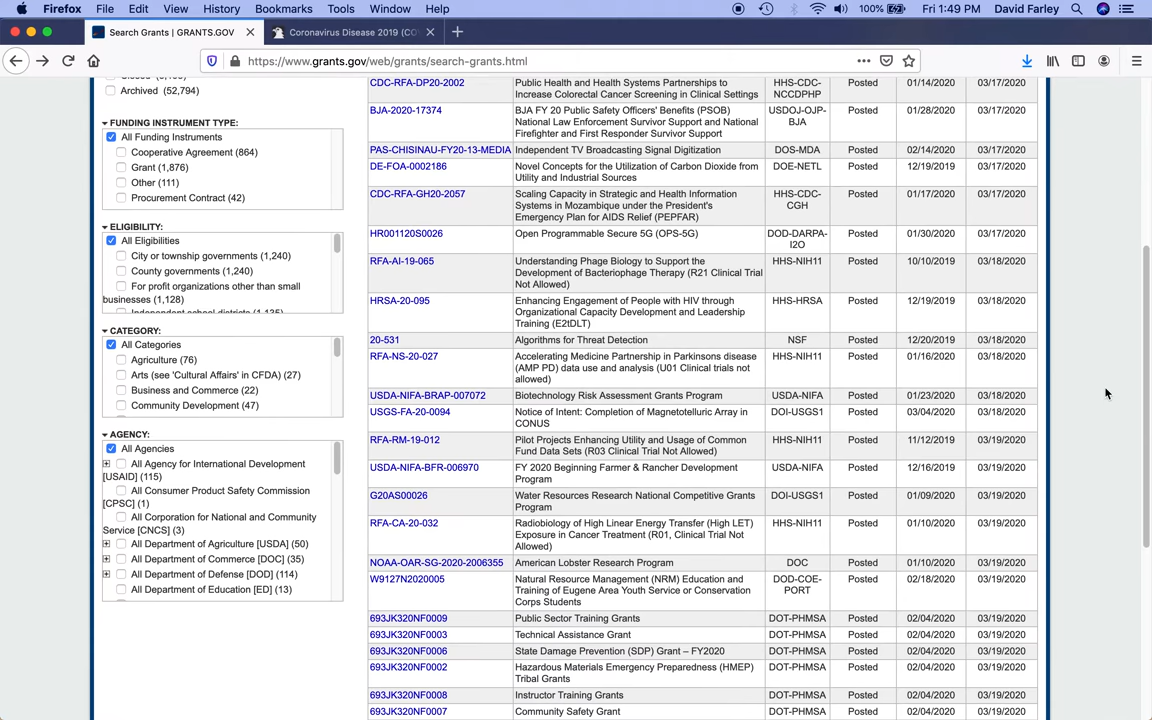 Firefox File Edit View History Bookmarks Tools Window Help 100% Fri 1:49 PM David Farley
Search Grants | GRANTS.GOV Coronavirus Disease 2019 (CO
https://www.grants.gov/web/grants/search-grants.html
Archived (52,794)
FUNDING INSTRUMENT TYPE:
All Funding Instruments
Cooperative Agreement (864)
Grant (1,876)
Other (111)
Procurement Contract (42)
ELIGIBILITY:
All Eligibilities
City or township governments (1,240)
County governments (1,240)
For profit organizations other than small
businesses (1,128)
Independent school districts (1,135)
CATEGORY:
All Categories
Agriculture (76)
Arts (see 'Cultural Affairs' in CFDA) (27)
Business and Commerce (22)
Community Development (47)
AGENCY:
All Agencies
All Agency for International Development
[USAID] (115)
All Consumer Product Safety Commission
[CPSC] (1)
All Corporation for National and Community
Service [CNCS] (3)
All Department of Agriculture [USDA] (50)
All Department of Commerce [DOC] (35)
All Department of Defense [DOD] (114)
All Department of Education [ED] (13)
CDC-RFA-DP20-2002 Public Health and Health Systems Partnerships to HHS-CDC- Posted 01/14/2020 03/17/2020
Increase Colorectal Cancer Screening in Clinical Settings NCCDPHP
BJA-2020-17374 BJA FY 20 Public Safety Officers' Benefits (PSOB) USDOJ-OJP- Posted 01/28/2020 03/17/2020
National Law Enforcement Survivor Support and National BJA
Firefighter and First Responder Survivor Support
PAS-CHISINAU-FY20-13-MEDIA Independent TV Broadcasting Signal Digitization DOS-MDA Posted 02/14/2020 03/17/2020
DE-FOA-0002186 Novel Concepts for the Utilization of Carbon Dioxide from DOE-NETL Posted 12/19/2019 03/17/2020
Utility and Industrial Sources
CDC-RFA-GH20-2057 Scaling Capacity in Strategic and Health Information HHS-CDC- Posted 01/17/2020 03/17/2020
Systems in Mozambique under the President's CGH
Emergency Plan for AIDS Relief (PEPFAR)
HR001120S0026 Open Programmable Secure 5G (OPS-5G) DOD-DARPA- Posted 01/30/2020 03/17/2020
I2O
RFA-AI-19-065 Understanding Phage Biology to Support the HHS-NIH11 Posted 10/10/2019 03/18/2020
Development of Bacteriophage Therapy (R21 Clinical Trial
Not Allowed)
HRSA-20-095 Enhancing Engagement of People with HIV through HHS-HRSA Posted 12/19/2019 03/18/2020
Organizational Capacity Development and Leadership
Training (E2tDLT)
20-531 Algorithms for Threat Detection NSF Posted 12/20/2019 03/18/2020
RFA-NS-20-027 Accelerating Medicine Partnership in Parkinsons disease HHS-NIH11 Posted 01/16/2020 03/18/2020
(AMP PD) data use and analysis (U01 Clinical trials not
allowed)
USDA-NIFA-BRAP-007072 Biotechnology Risk Assessment Grants Program USDA-NIFA Posted 01/23/2020 03/18/2020
USGS-FA-20-0094 Notice of Intent: Completion of Magnetotelluric Array in DOI-USGS1 Posted 03/04/2020 03/18/2020
CONUS
RFA-RM-19-012 Pilot Projects Enhancing Utility and Usage of Common HHS-NIH11 Posted 11/12/2019 03/19/2020
Fund Data Sets (R03 Clinical Trial Not Allowed)
USDA-NIFA-BFR-006970 FY 2020 Beginning Farmer & Rancher Development USDA-NIFA Posted 12/16/2019 03/19/2020
Program
G20AS00026 Water Resources Research National Competitive Grants DOI-USGS1 Posted 01/09/2020 03/19/2020
Program
RFA-CA-20-032 Radiobiology of High Linear Energy Transfer (High LET) HHS-NIH11 Posted 01/10/2020 03/19/2020
Exposure in Cancer Treatment (R01, Clinical Trial Not
Allowed)
NOAA-OAR-SG-2020-2006355 American Lobster Research Program DOC Posted 01/10/2020 03/19/2020
W9127N2020005 Natural Resource Management (NRM) Education and DOD-COE- Posted 02/18/2020 03/19/2020
Training of Eugene Area Youth Service or Conservation PORT
Corps Students
693JK320NF0009 Public Sector Training Grants DOT-PHMSA Posted 02/04/2020 03/19/2020
693JK320NF0003 Technical Assistance Grant DOT-PHMSA Posted 02/04/2020 03/19/2020
693JK320NF0006 State Damage Prevention (SDP) Grant – FY2020 DOT-PHMSA Posted 02/04/2020 03/19/2020
693JK320NF0002 Hazardous Materials Emergency Preparedness (HMEP) DOT-PHMSA Posted 02/04/2020 03/19/2020
Tribal Grants
693JK320NF0008 Instructor Training Grants DOT-PHMSA Posted 02/04/2020 03/19/2020
693JK320NF0007 Community Safety Grant DOT-PHMSA Posted 02/04/2020 03/19/2020